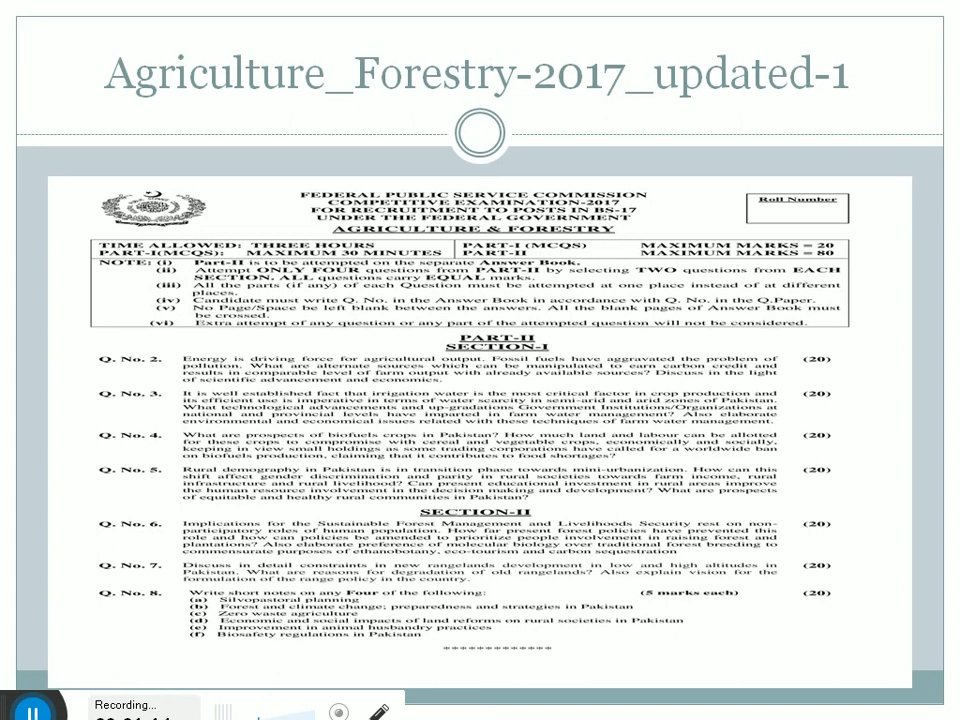 Agriculture_Forestry-2017_updated-1
FEDERAL PUBLIC SERVICE COMMISSION
COMPETITIVE EXAMINATION-2017
FOR RECRUITMENT TO POSTS IN BS-17
UNDER THE FEDERAL GOVERNMENT
AGRICULTURE & FORESTRY
Roll Number
TIME ALLOWED: THREE HOURS PART-I (MCQS) MAXIMUM MARKS = 20
PART-I(MCQS): MAXIMUM 30 MINUTES PART-II MAXIMUM MARKS = 80
NOTE: (i) Part-II is to be attempted on the separate Answer Book.
(ii) Attempt ONLY FOUR questions from PART-II by selecting TWO questions from EACH
SECTION. ALL questions carry EQUAL marks.
(iii) All the parts (if any) of each Question must be attempted at one place instead of at different
places.
(iv) Candidate must write Q. No. in the Answer Book in accordance with Q. No. in the Q.Paper.
(v) No Page/Space be left blank between the answers. All the blank pages of Answer Book must
be crossed.
(vi) Extra attempt of any question or any part of the attempted question will not be considered.
PART-II
SECTION-I
Q. No. 2. Energy is driving force for agricultural output. Fossil fuels have aggravated the problem of (20)
pollution. What are alternate sources which can be manipulated to earn carbon credit and
results in comparable level of farm output with already available sources? Discuss in the light
of scientific advancement and economics.
Q. No. 3. It is well established fact that irrigation water is the most critical factor in crop production and (20)
its efficient use is imperative in terms of water scarcity in semi-arid and arid zones of Pakistan.
What technological advancements and up-gradations Government Institutions/Organizations at
national and provincial levels have imparted in farm water management? Also elaborate
environmental and economical issues related with these techniques of farm water management.
Q. No. 4. What are prospects of biofuels crops in Pakistan? How much land and labour can be allotted (20)
for these crops to compromise with cereal and vegetable crops, economically and socially,
keeping in view small holdings as some trading corporations have called for a worldwide ban
on biofuels production, claiming that it contributes to food shortages?
Q. No. 5. Rural demography in Pakistan is in transition phase towards mini-urbanization. How can this (20)
shift affect gender discrimination and parity in rural societies towards farm income, rural
infrastructure and rural livelihood? Can present educational investment in rural areas improve
the human resource involvement in the decision making and development? What are prospects
of equitable and healthy rural communities in Pakistan?
SECTION-II
Q. No. 6. Implications for the Sustainable Forest Management and Livelihoods Security rest on non- (20)
participatory roles of human population. How far present forest policies have prevented this
role and how can policies be amended to prioritize people involvement in raising forest and
plantations? Also elaborate preference of molecular biology over traditional forest breeding to
commensurate purposes of ethanobotany, eco-tourism and carbon sequestration
Q. No. 7. Discuss in detail constraints in new rangelands development in low and high altitudes in (20)
Pakistan. What are reasons for degradation of old rangelands? Also explain vision for the
formulation of the range policy in the country.
Q. No. 8. Write short notes on any Four of the following: (5 marks each) (20)
(a) Silvopastoral planning
(b) Forest and climate change; preparedness and strategies in Pakistan
(c) Zero waste agriculture
(d) Economic and social impacts of land reforms on rural societies in Pakistan
(e) Improvement in animal husbandry practices
(f) Biosafety regulations in Pakistan
*************
Recording...